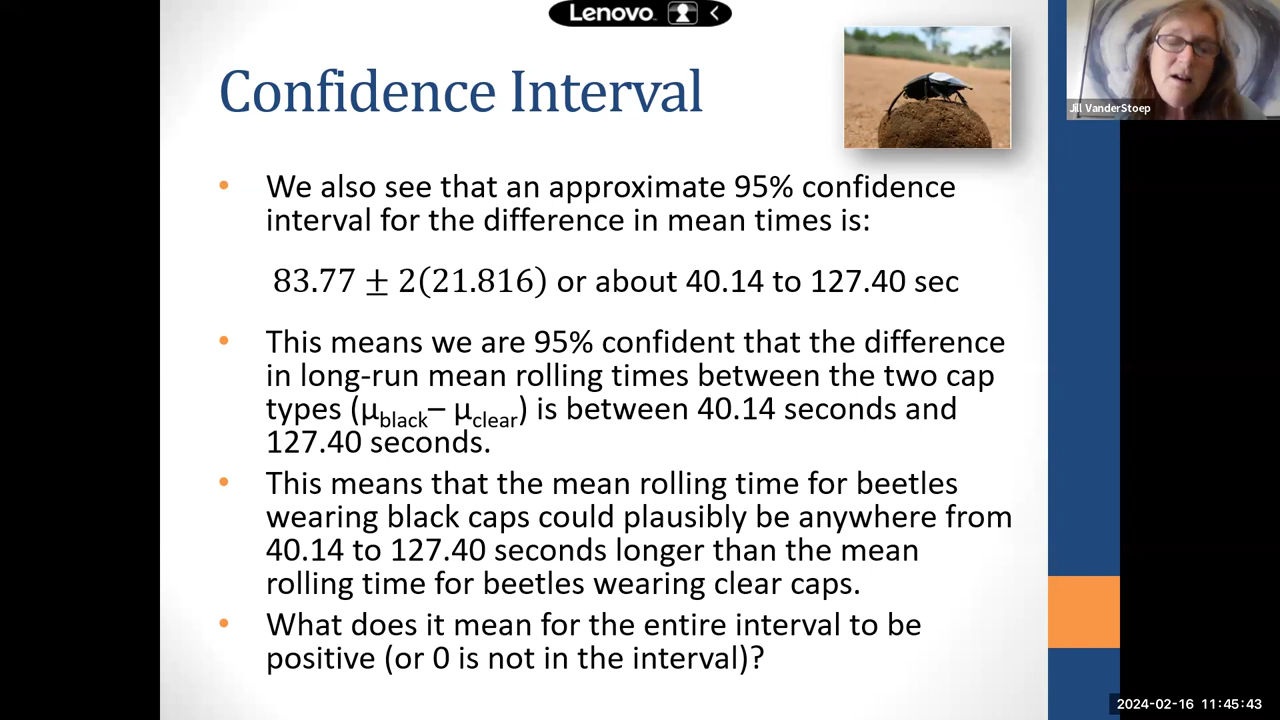 Lenovo
Confidence Interval
Jill VanderStoep
• We also see that an approximate 95% confidence
interval for the difference in mean times is:
83.77 ± 2(21.816) or about 40.14 to 127.40 sec
• This means we are 95% confident that the difference
in long-run mean rolling times between the two cap
types (μblack– μclear) is between 40.14 seconds and
127.40 seconds.
• This means that the mean rolling time for beetles
wearing black caps could plausibly be anywhere from
40.14 to 127.40 seconds longer than the mean
rolling time for beetles wearing clear caps.
• What does it mean for the entire interval to be
positive (or 0 is not in the interval)?
2024-02-16 11:45:43